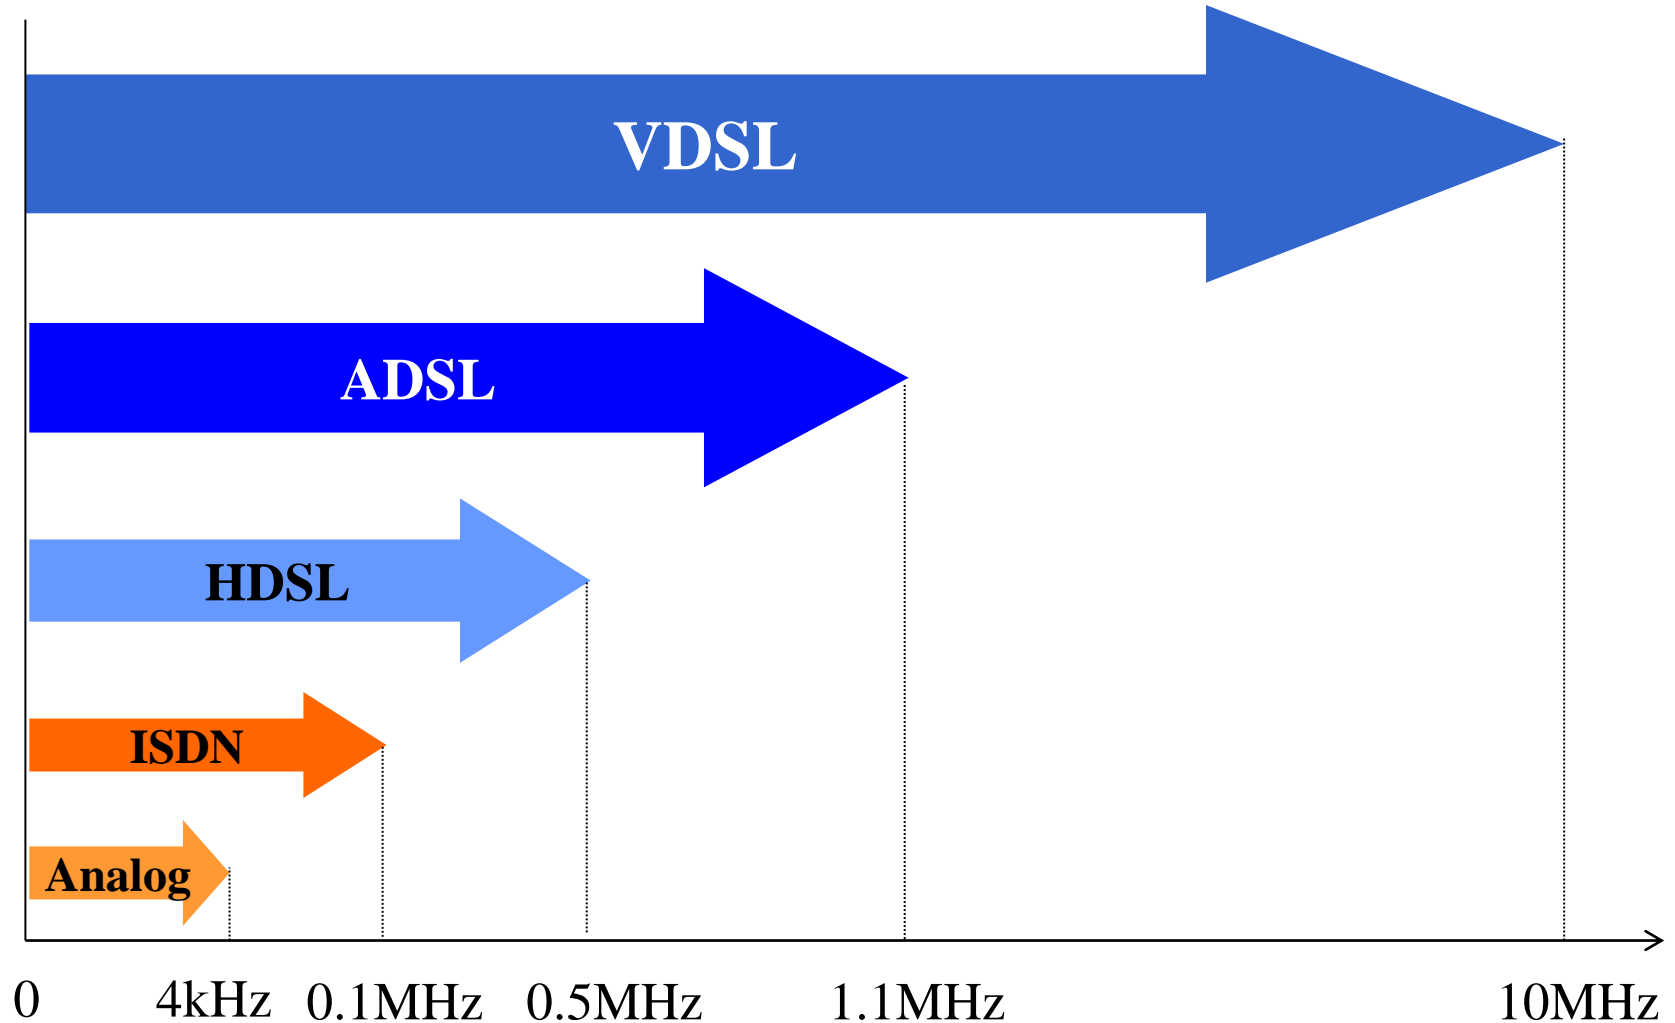 VDSL
ADSL
HDSL
ISDN
Analog
0 4kHz 0.1MHz 0.5MHz 1.1MHz 10MHz